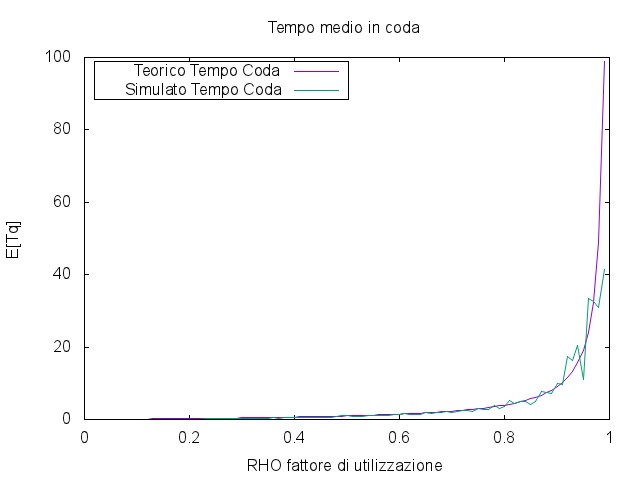 Tempo medio in coda
Teorico Tempo Coda
Simulato Tempo Coda
100
80
60
40
20
0
E[Tq]
0
0.2
0.4
0.6
0.8
1
RHO fattore di utilizzazione